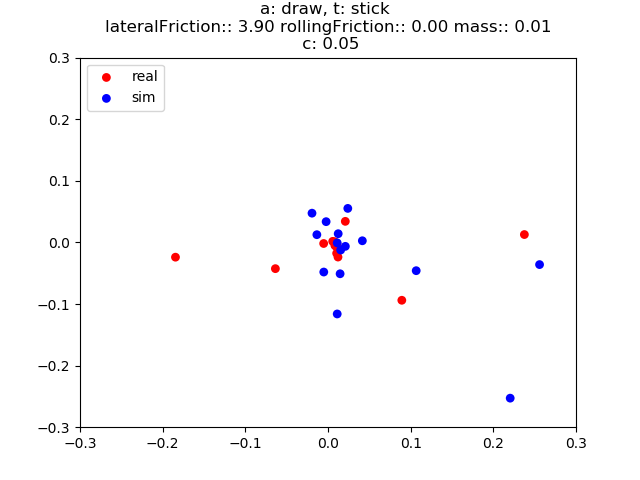 a: draw, t: stick
lateralFriction:: 3.90 rollingFriction:: 0.00 mass:: 0.01
c: 0.05
real
sim
0.3
0.2
0.1
0.0
−0.1
−0.2
−0.3
−0.3
−0.2
−0.1
0.0
0.1
0.2
0.3